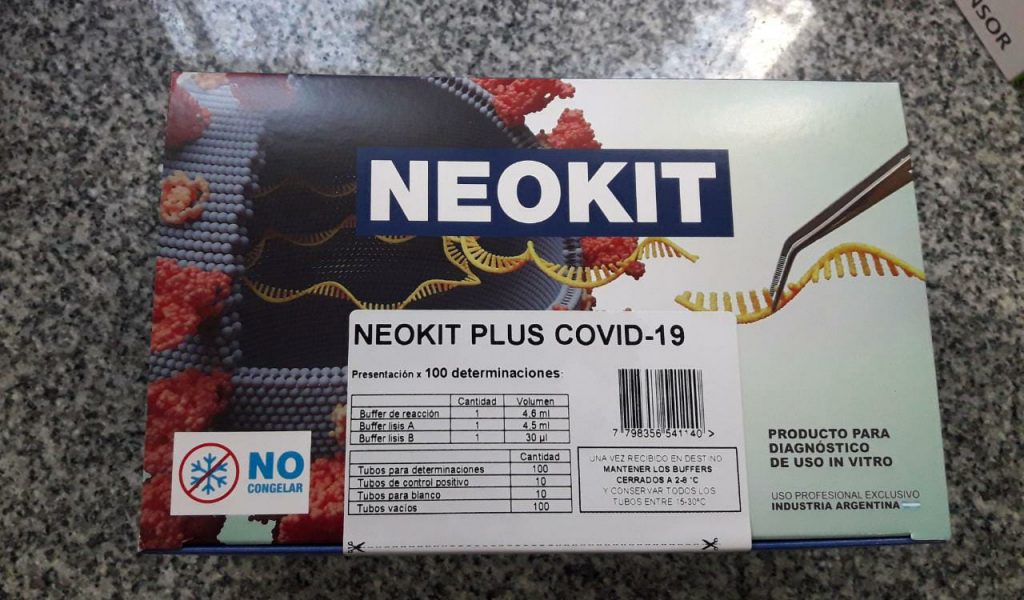 NSOR
NEOKIT
NEOKIT PLUS COVID-19
Presentación x 100 determinaciones:
Cantidad Volumen
Buffer de reacción 1 4,6 ml
Buffer lisis A 1 4,5 ml
Buffer lisis B 1 30 µl
Cantidad
Tubos para determinaciones 100
Tubos de control positivo 10
Tubos para blanco 10
Tubos vacíos 100
7 798356 541140 >
UNA VEZ RECIBIDO EN DESTINO
MANTENER LOS BUFFERS
CERRADOS A 2-8 °C
Y CONSERVAR TODOS LOS
TUBOS ENTRE 15-30°C
NO
CONGELAR
PRODUCTO PARA
DIAGNÓSTICO
DE USO IN VITRO
USO PROFESIONAL EXCLUSIVO
INDUSTRIA ARGENTINA